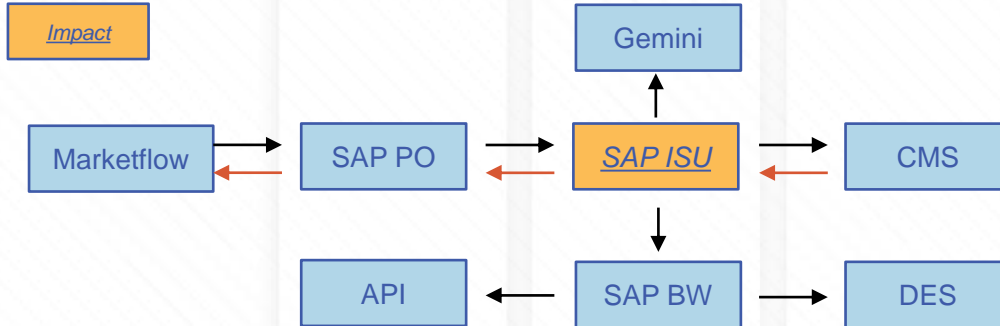 Impact
Gemini
Marketflow
SAP PO
SAP ISU
CMS
API
SAP BW
DES